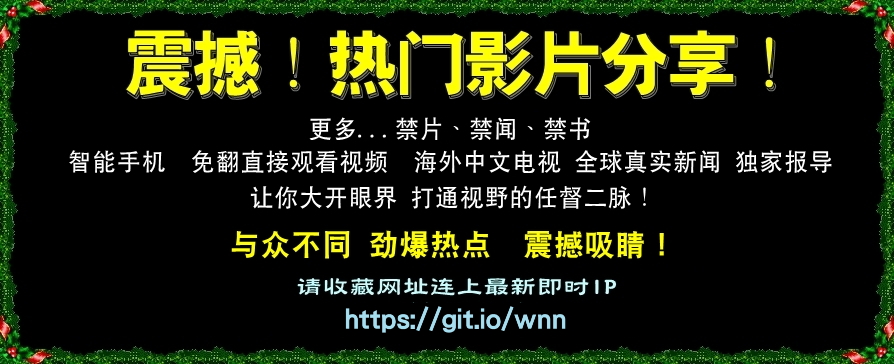 震撼！热门影片分享！
更多...禁片、禁闻、禁书
智能手机 免翻直接观看视频 海外中文电视 全球真实新闻 独家报导
让你大开眼界 打通视野的任督二脉！
与众不同 劲爆热点 震撼吸睛！
请收藏网址连上最新即时IP
https://git.io/wnn